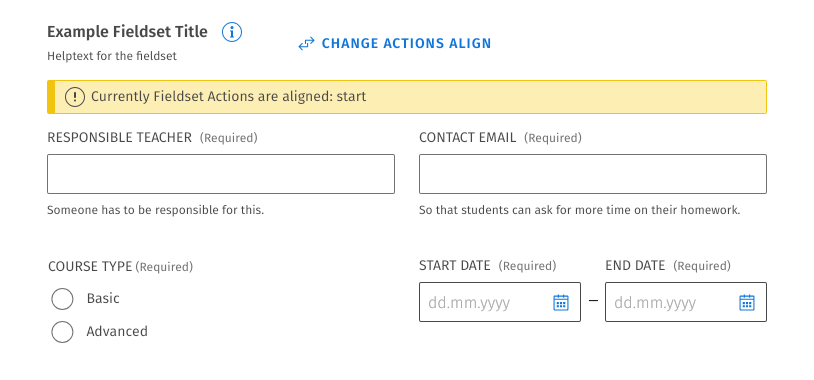 Example Fieldset Title
Helptext for the fieldset
CHANGE ACTIONS ALIGN
Currently Fieldset Actions are aligned: start
RESPONSIBLE TEACHER (Required)
Someone has to be responsible for this.
CONTACT EMAIL (Required)
So that students can ask for more time on their homework.
COURSE TYPE (Required)
Basic
Advanced
START DATE (Required)
dd.mm.yyyy
–
END DATE (Required)
dd.mm.yyyy